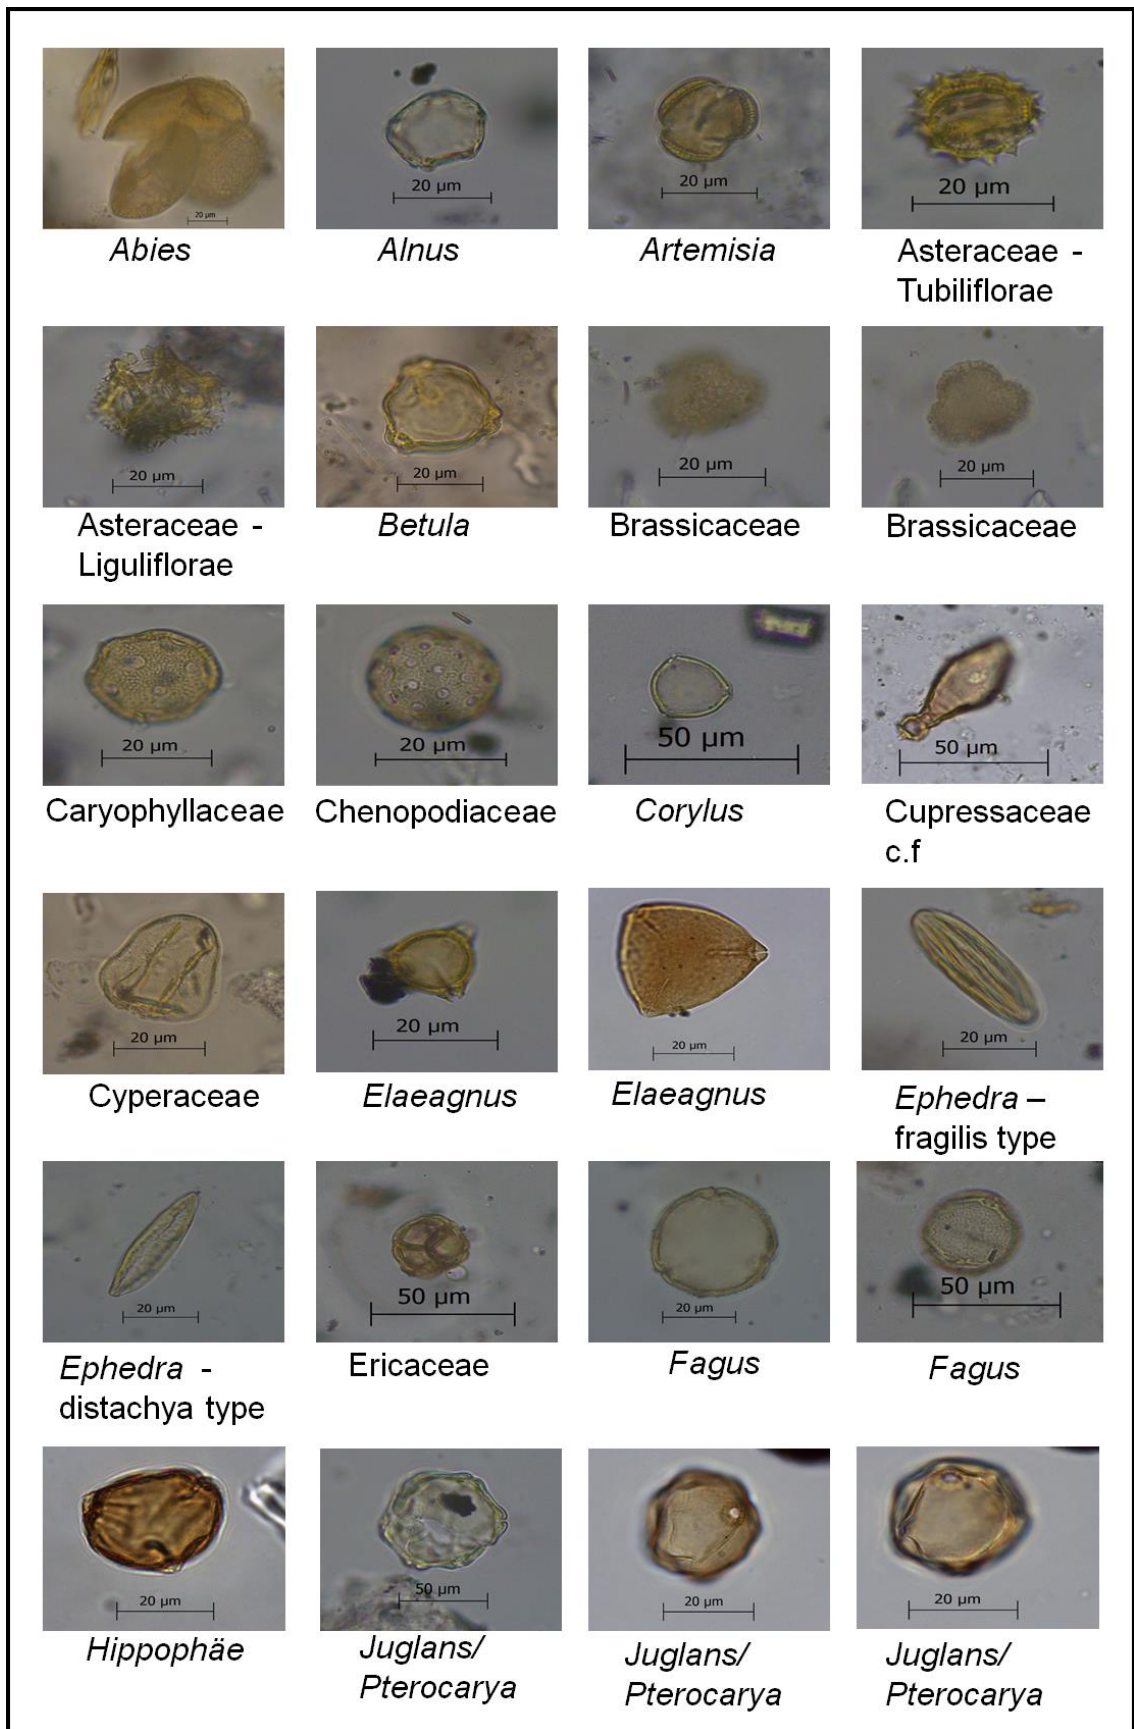 20 µm
20 µm
20 µm
20 µm
Abies
Alnus
Artemisia
Asteraceae -
Tubiliflorae
20 µm
20 µm
20 µm
20 µm
Asteraceae -
Liguliflorae
Betula
Brassicaceae
Brassicaceae
20 µm
20 µm
50 µm
50 µm
Caryophyllaceae
Chenopodiaceae
Corylus
Cupressaceae
c.f
20 µm
20 µm
20 µm
20 µm
Cyperaceae
Elaeagnus
Elaeagnus
Ephedra –
fragilis type
20 µm
50 µm
20 µm
50 µm
Ephedra -
distachya type
Ericaceae
Fagus
Fagus
20 µm
50 µm
20 µm
20 µm
Hippophäe
Juglans/
Pterocarya
Juglans/
Pterocarya
Juglans/
Pterocarya